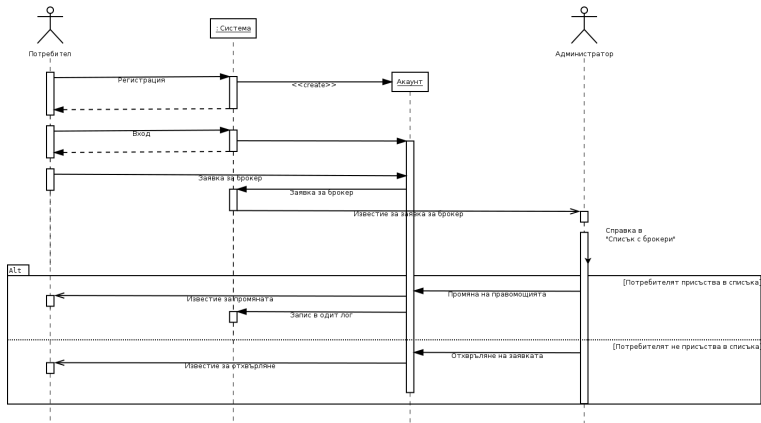 : Система
Потребител
Администратор
Регистрация
<<create>>
Акаунт
Вход
Заявка за брокер
Заявка за брокер
Известие за заявка за брокер
Справка в
"Списък с брокери"
Alt
[Потребителят присъства в списъка]
Промяна на правомощията
Известие за промяната
Запис в одит лог
[Потребителят не присъства в списъка]
Отхвръляне на заявката
Известие за отхвърляне